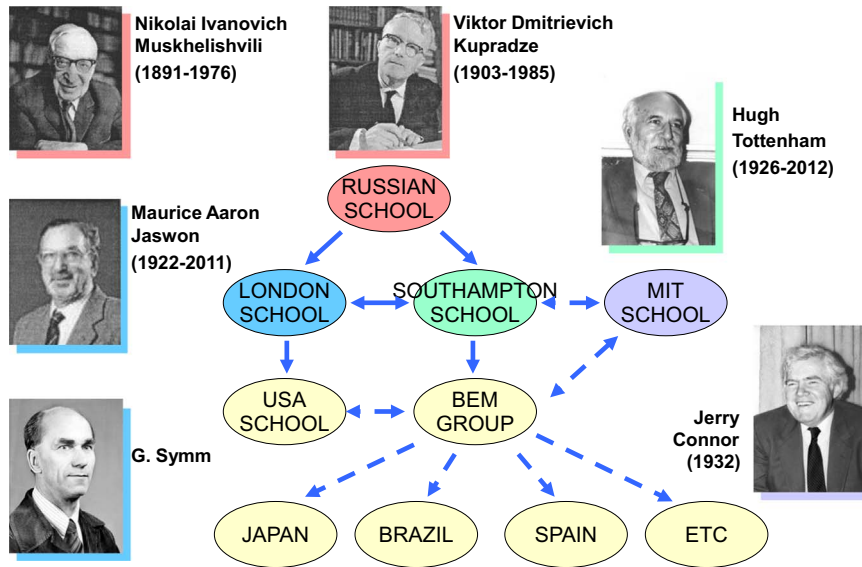 Nikolai Ivanovich
Muskhelishvili
(1891-1976)
Viktor Dmitrievich
Kupradze
(1903-1985)
Hugh
Tottenham
(1926-2012)
RUSSIAN
SCHOOL
Maurice Aaron
Jaswon
(1922-2011)
LONDON
SCHOOL
SOUTHAMPTON
SCHOOL
MIT
SCHOOL
USA
SCHOOL
BEM
GROUP
Jerry
Connor
(1932)
G. Symm
JAPAN
BRAZIL
SPAIN
ETC